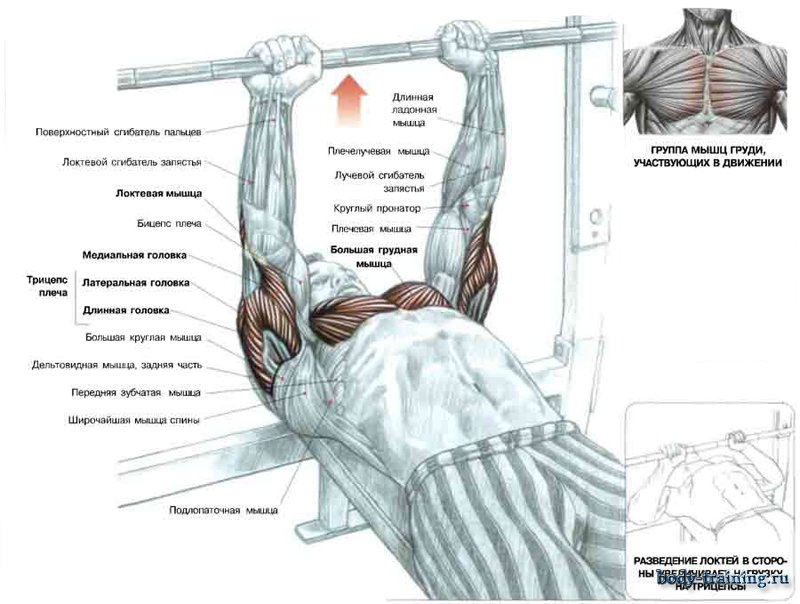 Поверхностный сгибатель пальцев
Локтевой сгибатель запястья
Локтевая мышца
Бицепс плеча
Медиальная головка
Трицепс
плеча
Латеральная головка
Длинная головка
Большая круглая мышца
Дельтовидная мышца, задняя часть
Передняя зубчатая мышца
Широчайшая мышца спины
Подлопаточная мышца
Длинная
ладонная
мышца
Плечелучевая мышца
Лучевой сгибатель
запястья
Круглый пронатор
Плечевая мышца
Большая грудная
мышца
ГРУППА МЫШЦ ГРУДИ,
УЧАСТВУЮЩИХ В ДВИЖЕНИИ
РАЗВЕДЕНИЕ ЛОКТЕЙ В СТОРО-
НЫ УВЕЛИЧИВАЕТ НАГРУЗКУ
body-training.ru
НА ТРИЦЕПСЫ